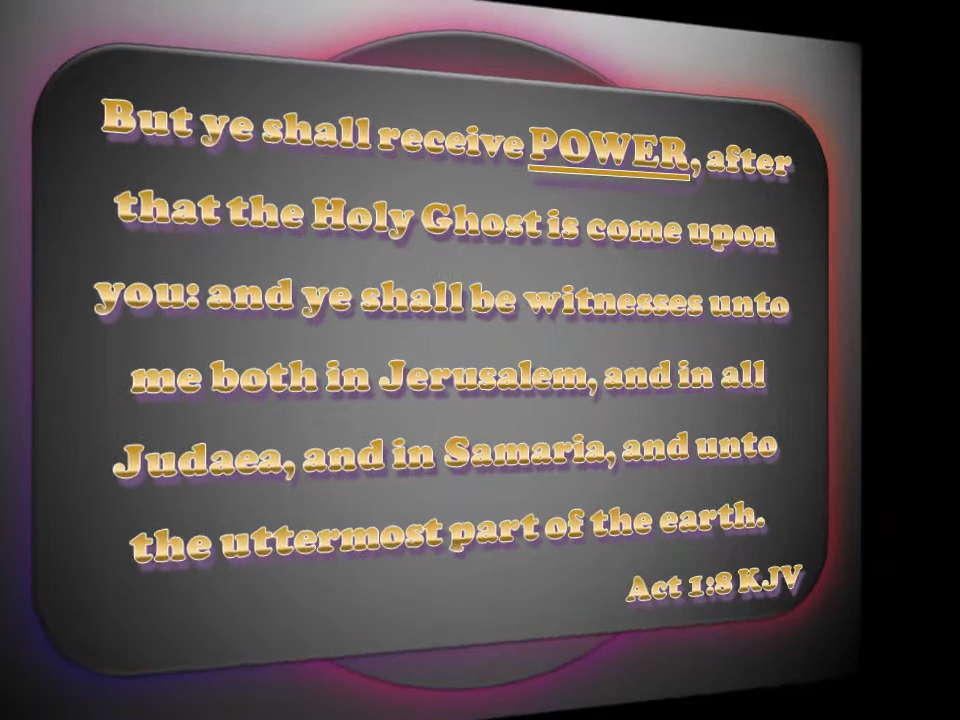 But ye shall receive POWER, after
that the Holy Ghost is come upon
you: and ye shall be witnesses unto
me both in Jerusalem, and in all
Judaea, and in Samaria, and unto
the uttermost part of the earth.
Act 1:8 KJV